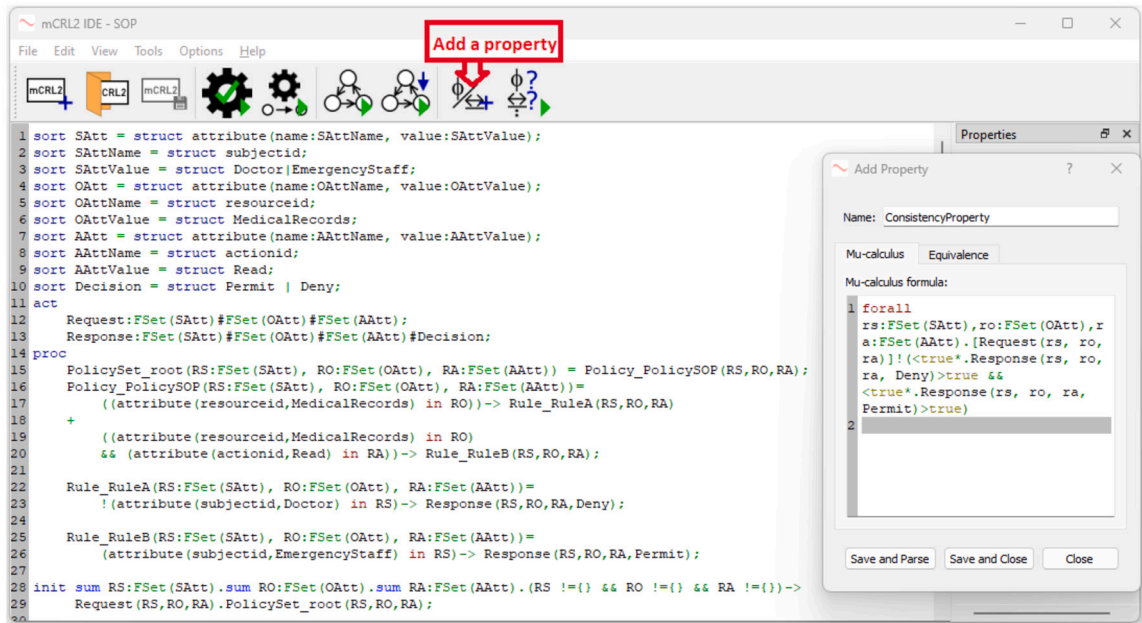 mCRL2 IDE - SOP
File Edit View Tools Options Help
Add a property
mCRL2
CRL2
mCRL2
Properties
1 sort SAtt = struct attribute(name:SAttName, value:SAttValue);
2 sort SAttName = struct subjectid;
3 sort SAttValue = struct Doctor|EmergencyStaff;
4 sort OAtt = struct attribute(name:OAttName, value:OAttValue);
5 sort OAttName = struct resourceid;
6 sort OAttValue = struct MedicalRecords;
7 sort AAtt = struct attribute(name:AAttName, value:AAttValue);
8 sort AAttName = struct actionid;
9 sort AAttValue = struct Read;
10 sort Decision = struct Permit | Deny;
11 act
12 Request:FSet(SAtt)#FSet(OAtt)#FSet(AAtt);
13 Response:FSet(SAtt)#FSet(OAtt)#FSet(AAtt)#Decision;
14 proc
15 PolicySet_root(RS:FSet(SAtt), RO:FSet(OAtt), RA:FSet(AAtt)) = Policy_PolicySOP(RS,RO,RA);
16 Policy_PolicySOP(RS:FSet(SAtt), RO:FSet(OAtt), RA:FSet(AAtt))=
17 ((attribute(resourceid,MedicalRecords) in RO))-> Rule_RuleA(RS,RO,RA)
18 +
19 ((attribute(resourceid,MedicalRecords) in RO)
20 && (attribute(actionid,Read) in RA))-> Rule_RuleB(RS,RO,RA);
21
22 Rule_RuleA(RS:FSet(SAtt), RO:FSet(OAtt), RA:FSet(AAtt))=
23 !(attribute(subjectid,Doctor) in RS)-> Response(RS,RO,RA,Deny);
24
25 Rule_RuleB(RS:FSet(SAtt), RO:FSet(OAtt), RA:FSet(AAtt))=
26 (attribute(subjectid,EmergencyStaff) in RS)-> Response(RS,RO,RA,Permit);
27
28 init sum RS:FSet(SAtt).sum RO:FSet(OAtt).sum RA:FSet(AAtt).(RS !={} && RO !={} && RA !={})->
29 Request(RS,RO,RA).PolicySet_root(RS,RO,RA);
30
Add Property
Name: ConsistencyProperty
Mu-calculus Equivalence
Mu-calculus formula:
1 forall
rs:FSet(SAtt),ro:FSet(OAtt),r
a:FSet(AAtt).[Request(rs, ro,
ra)]!(<true*.Response(rs, ro,
ra, Deny)>true &&
<true*.Response(rs, ro, ra,
Permit)>true)
2
Save and Parse Save and Close Close